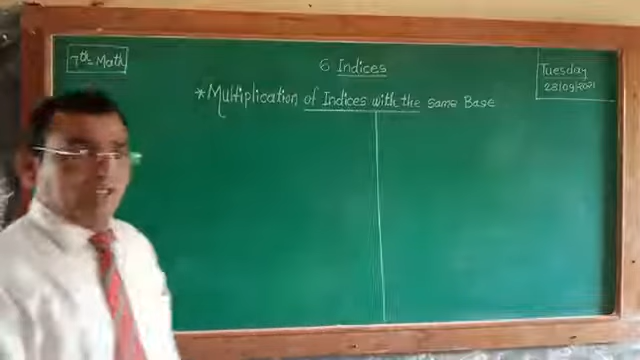 7th Math
6 Indices
Tuesday
28/09/2021
*Multiplication of Indices with the same Base